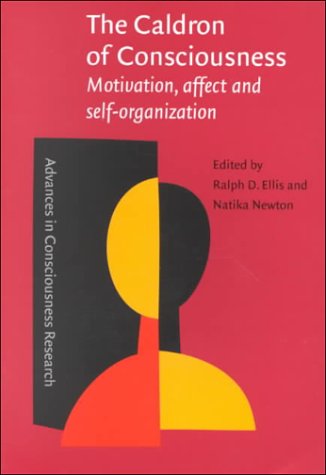 The Caldron
of Consciousness
Motivation, affect and
self-organization
Edited by
Ralph D. Ellis and
Natika Newton
Advances in Consciousness Research